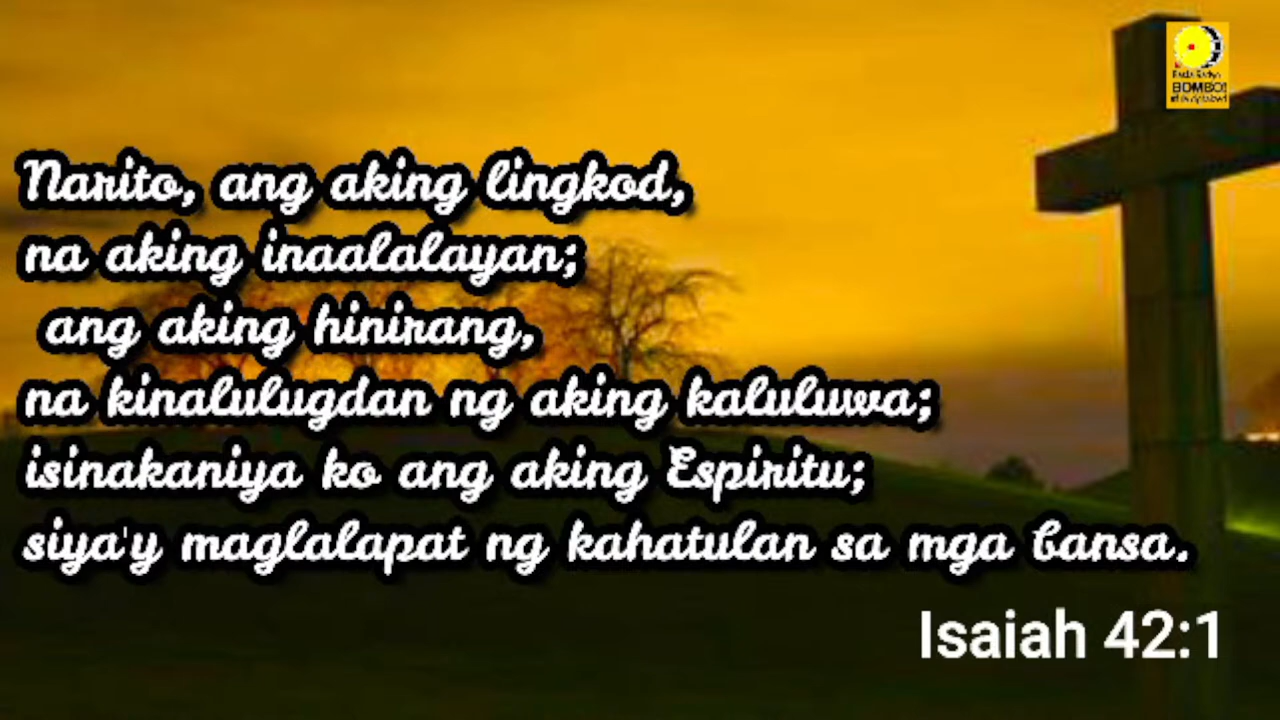 BOMBO!
Narito, ang aking lingkod,
na aking inaalalayan;
ang aking hinirang,
na kinalulugdan ng aking kaluluwa;
isinakaniya ko ang aking Espiritu;
siya'y maglalapat ng kahatulan sa mga bansa.
Isaiah 42:1